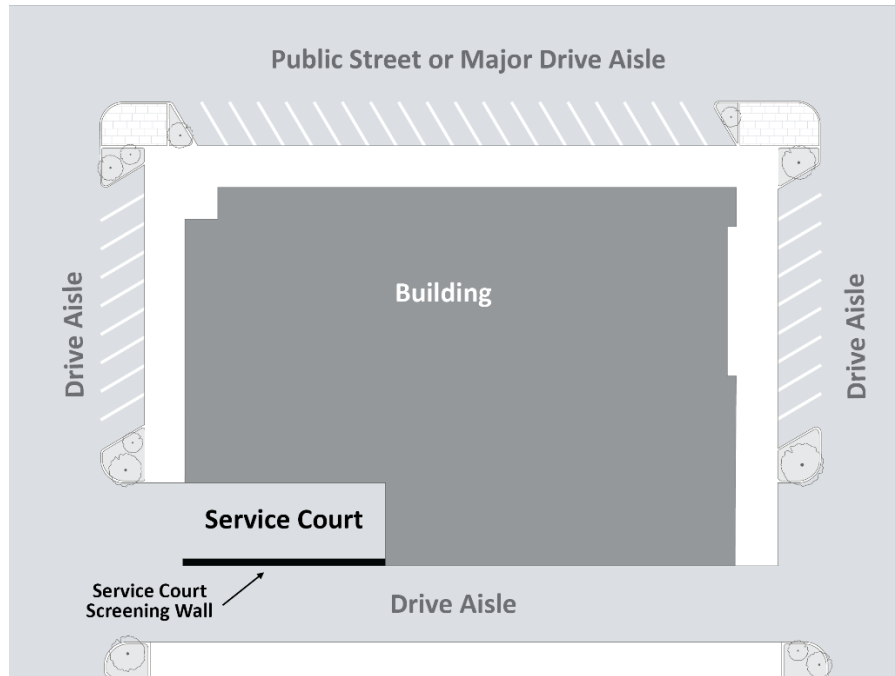 Public Street or Major Drive Aisle
Building
Drive Aisle
Drive Aisle
Service Court
Service Court
Screening Wall
Drive Aisle